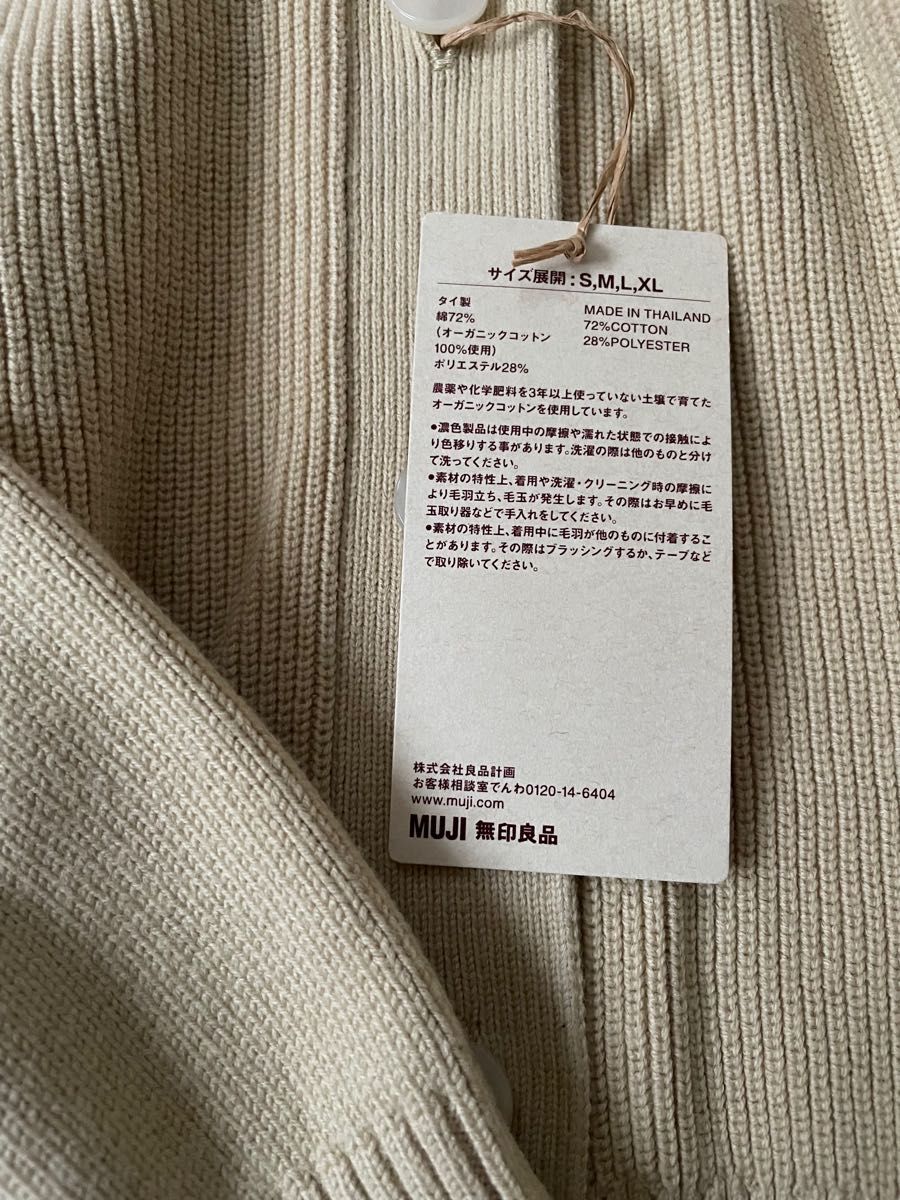 サイズ展開:S,M,L,XL
タイ製
綿72%
(オーガニックコットン
100%使用)
ポリエステル28%
MADE IN THAILAND
72%COTTON
28%POLYESTER
農薬や化学肥料を3年以上使っていない土壌で育てた
オーガニックコットンを使用しています。
●濃色製品は使用中の摩擦や濡れた状態での接触によ
り色移りする事があります。洗濯の際は他のものと分け
て洗ってください。
●素材の特性上、着用や洗濯・クリーニング時の摩擦に
より毛羽立ち、毛玉が発生します。その際はお早めに毛
玉取り器などで手入れをしてください。
●素材の特性上、着用中に毛羽が他のものに付着するこ
とがあります。その際はブラッシングするか、テープなど
で取り除いてください。
株式会社良品計画
お客様相談室でんわ0120-14-6404
www.muji.com
MUJI 無印良品